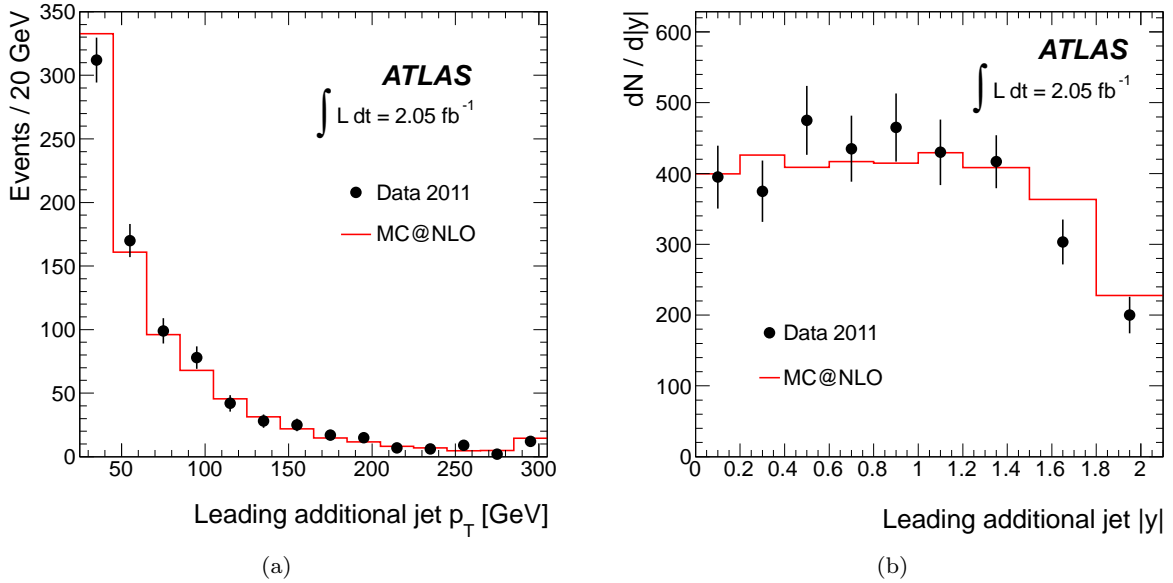 Events / 20 GeV
350
300
250
200
150
100
50
0
ATLAS
∫ L dt = 2.05 fb⁻¹
Data 2011
MC@NLO
50 100 150 200 250 300
Leading additional jet p_T [GeV]
(a)
dN / d|y|
600
500
400
300
200
400
0
ATLAS
∫ L dt = 2.05 fb⁻¹
Data 2011
MC@NLO
0 0.2 0.4 0.6 0.8 1 1.2 1.4 1.6 1.8 2
Leading additional jet |y|
(b)